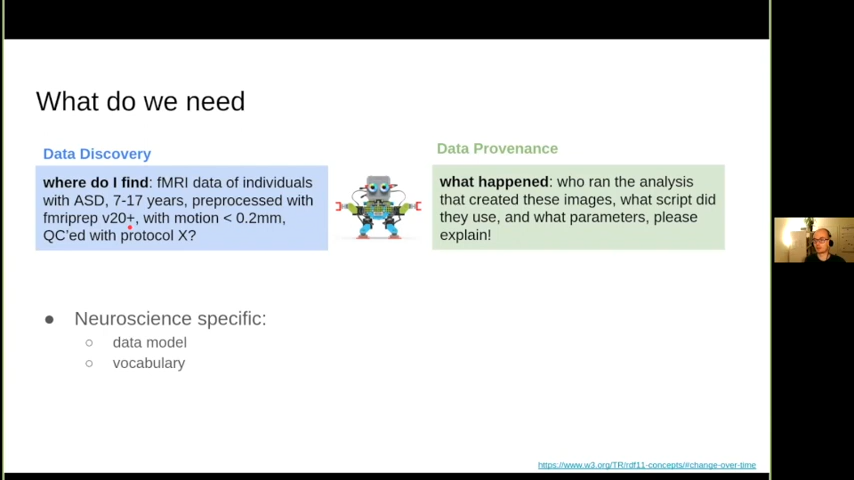 What do we need
Data Discovery
where do I find: fMRI data of individuals
with ASD, 7-17 years, preprocessed with
fmriprep v20+, with motion < 0.2mm,
QC'ed with protocol X?
Data Provenance
what happened: who ran the analysis
that created these images, what script did
they use, and what parameters, please
explain!
● Neuroscience specific:
○ data model
○ vocabulary
https://www.w3.org/TR/rdf11-concepts/#change-over-time